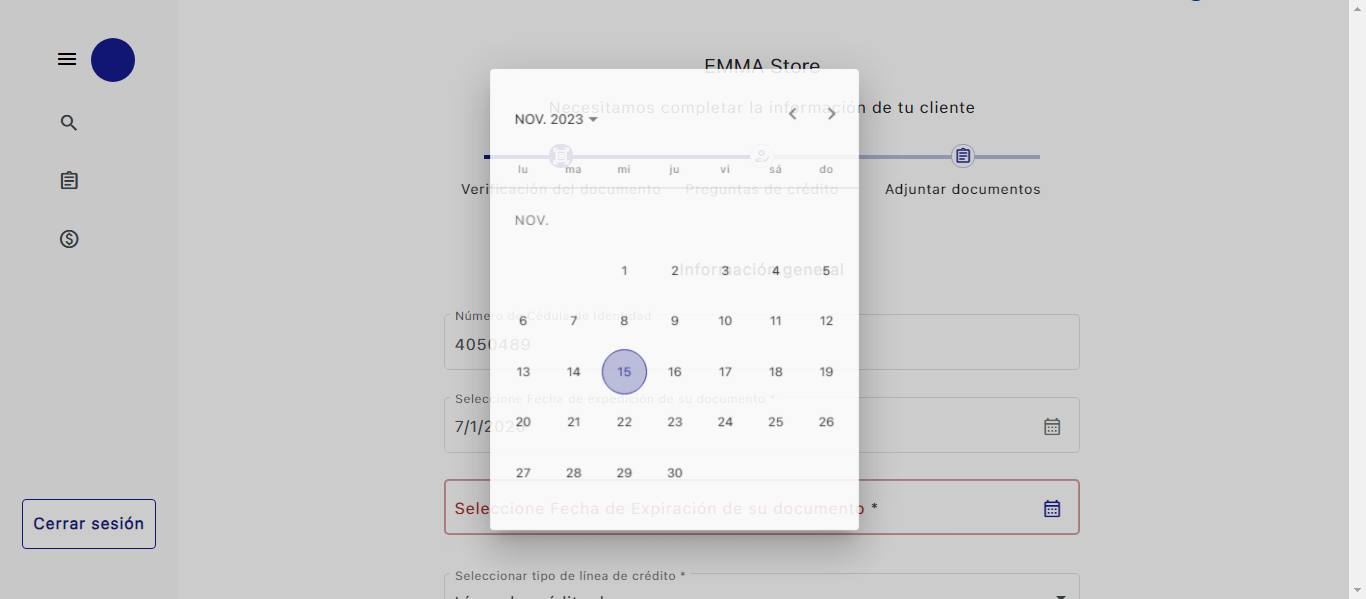 EMMA Store
Necesitamos completar la información de tu cliente
NOV. 2023
Verificación del documento
Preguntas de crédito
Adjuntar documentos
lu ma mi ju vi sá do
NOV.
Información general
1 2 3 4 5
6 7 8 9 10 11 12
13 14 15 16 17 18 19
20 21 22 23 24 25 26
27 28 29 30
Número de Cédula de Identidad
4050489
Seleccione Fecha de expedición de su documento *
7/1/2023
Seleccione Fecha de Expiración de su documento *
Seleccionar tipo de línea de crédito *
Cerrar sesión